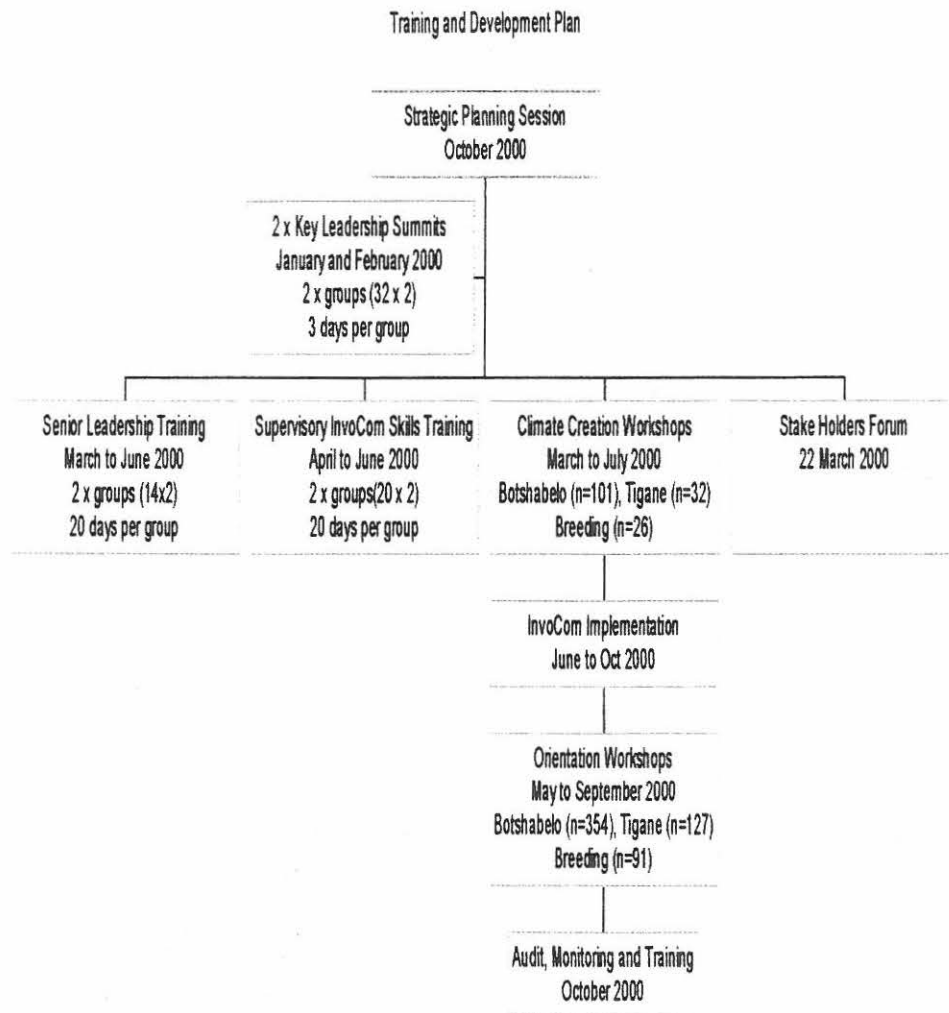 Training and Development Plan
Strategic Planning Session
October 2000
2 x Key Leadership Summits
January and February 2000
2 x groups (32 x 2)
3 days per group
Senior Leadership Training
March to June 2000
2 x groups (14x2)
20 days per group
Supervisory InvoCom Skills Training
April to June 2000
2 x groups(20 x 2)
20 days per group
Climate Creation Workshops
March to July 2000
Botshabelo (n=101), Tigane (n=32)
Breeding (n=26)
Stake Holders Forum
22 March 2000
InvoCom Implementation
June to Oct 2000
Orientation Workshops
May to September 2000
Botshabelo (n=354), Tigane (n=127)
Breeding (n=91)
Audit, Monitoring and Training
October 2000